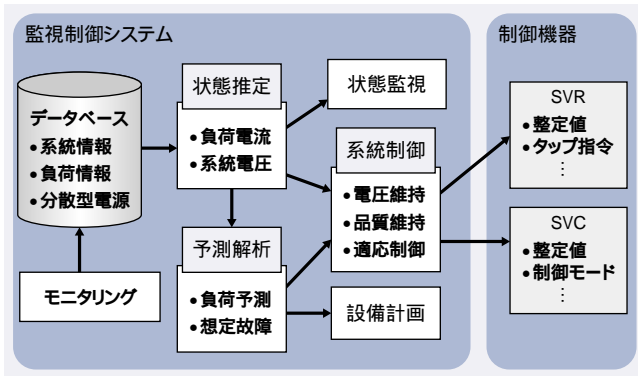 監視制御システム
データベース
●系統情報
●負荷情報
●分散型電源
モニタリング
状態推定
●負荷電流
●系統電圧
予測解析
●負荷予測
●想定故障
状態監視
系統制御
●電圧維持
●品質維持
●適応制御
設備計画
制御機器
SVR
●整定値
●タップ指令
⋮
SVC
●整定値
●制御モード
⋮